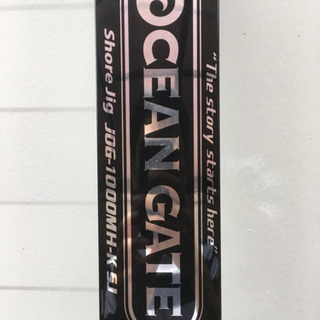 "The story starts here"
OCEAN GATE
Shore Jig JOG-1000MH-K SJ